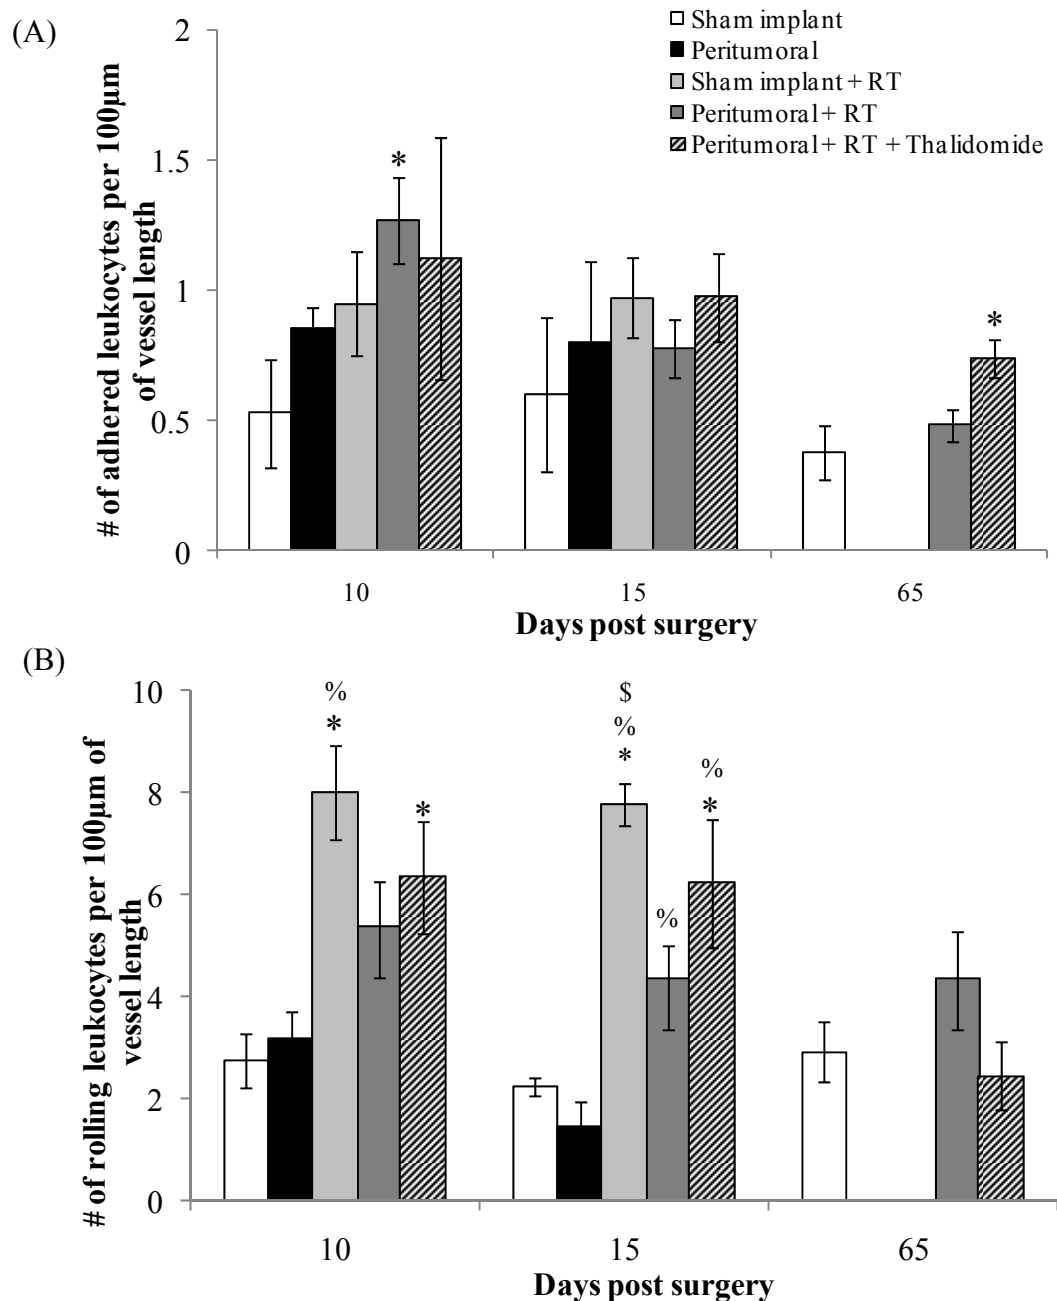 (A)
Sham implant
Peritumoral
Sham implant + RT
Peritumoral + RT
Peritumoral + RT + Thalidomide
# of adhered leukocytes per 100µm
of vessel length
2
1.5
1
0.5
0
*
*
10
15
65
Days post surgery
(B)
# of rolling leukocytes per 100µm of
vessel length
10
8
6
4
2
0
%
*
*
$
%
*
%
%
*
10
15
65
Days post surgery